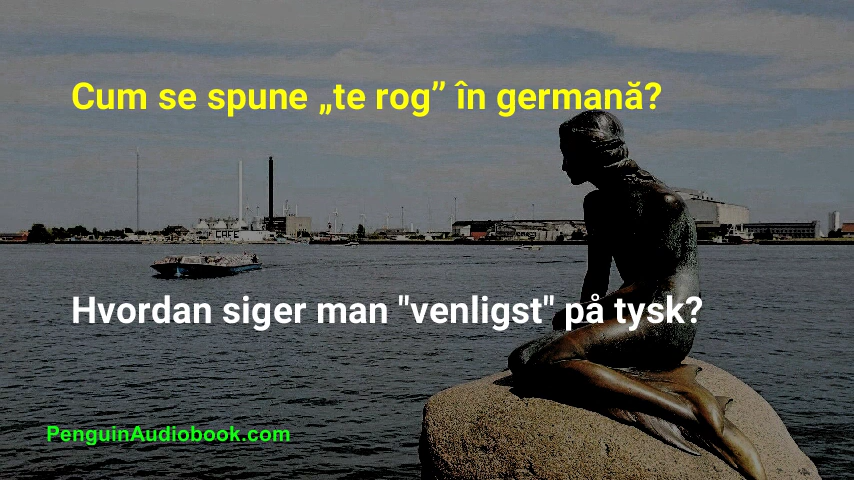 Cum se spune „te rog” în germană?
Hvordan siger man "venligst" på tysk?
PenguinAudiobook.com